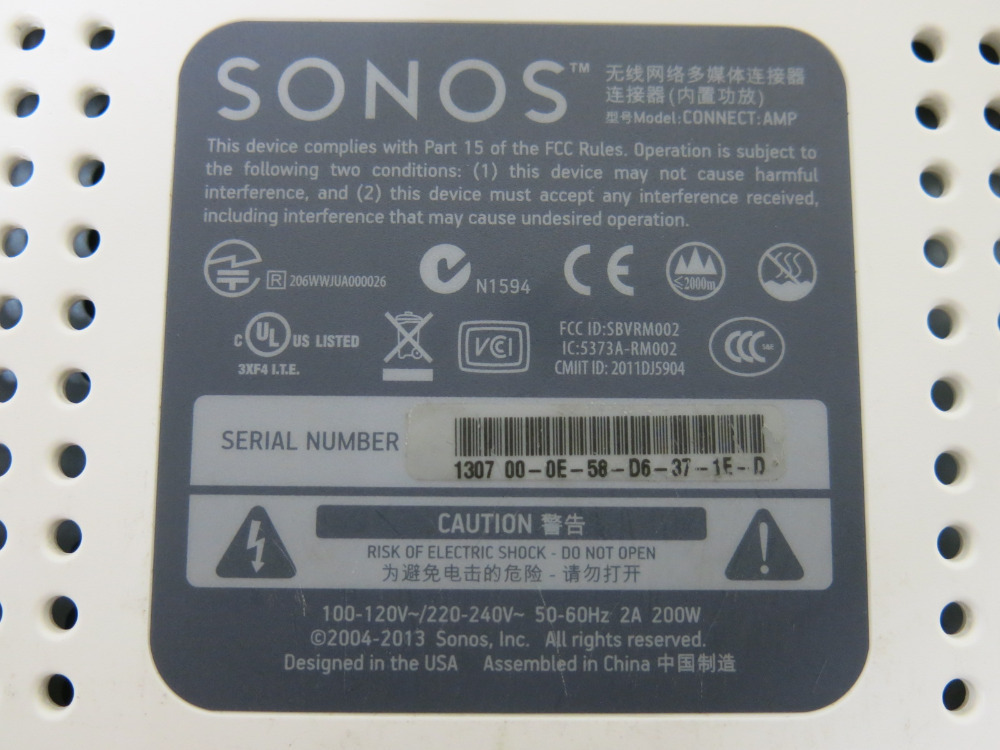 SONOS™
无线网络多媒体连接器
连接器(内置功放)
型号Model:CONNECT:AMP
This device complies with Part 15 of the FCC Rules. Operation is subject to
the following two conditions: (1) this device may not cause harmful
interference, and (2) this device must accept any interference received,
including interference that may cause undesired operation.
R 206WWJUA000026
N1594
CE
≤2000m
C UL US LISTED
3XF4 I.T.E.
VCI
FCC ID:SBVRM002
IC:5373A-RM002
CMIIT ID: 2011DJ5904
CCC
SERIAL NUMBER
1307 00-0E-58-D6-37-1E-D
CAUTION 警告
RISK OF ELECTRIC SHOCK - DO NOT OPEN
为避免电击的危险 - 请勿打开
100-120V~/220-240V~ 50-60Hz 2A 200W
©2004-2013 Sonos, Inc. All rights reserved.
Designed in the USA Assembled in China 中国制造